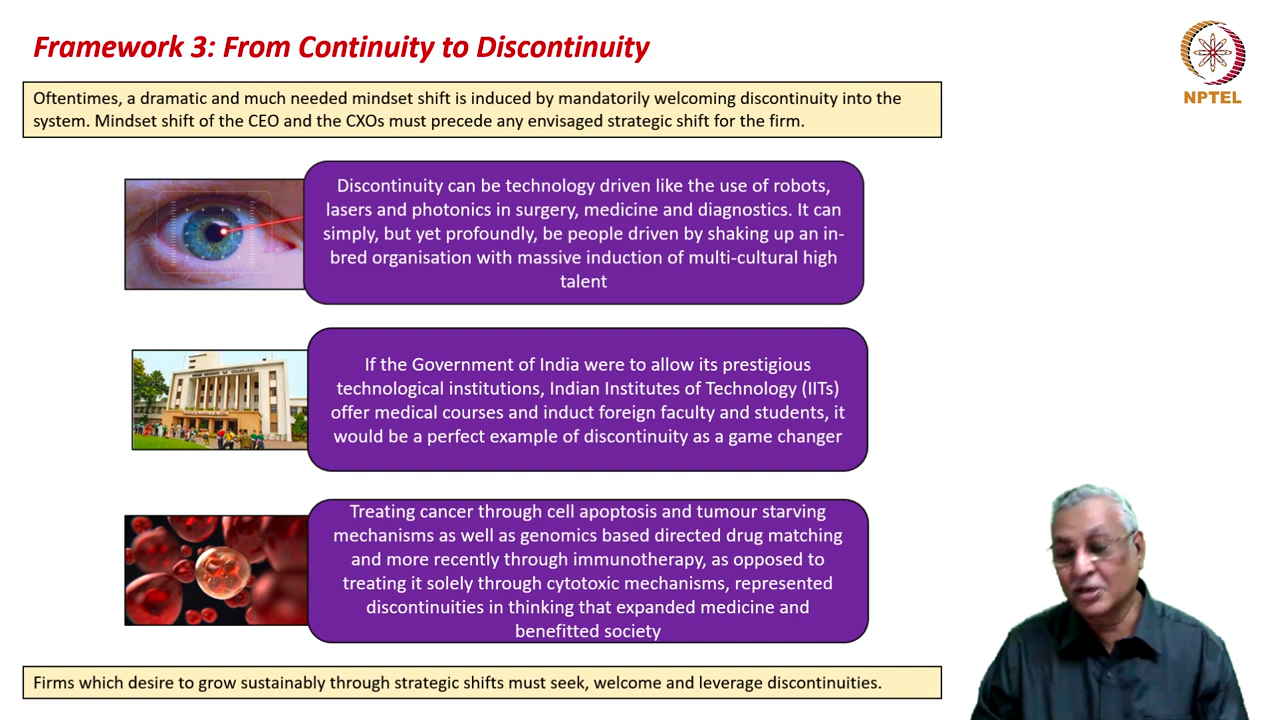 Framework 3: From Continuity to Discontinuity
NPTEL
Oftentimes, a dramatic and much needed mindset shift is induced by mandatorily welcoming discontinuity into the
system. Mindset shift of the CEO and the CXOs must precede any envisaged strategic shift for the firm.
Discontinuity can be technology driven like the use of robots,
lasers and photonics in surgery, medicine and diagnostics. It can
simply, but yet profoundly, be people driven by shaking up an in-
bred organisation with massive induction of multi-cultural high
talent
If the Government of India were to allow its prestigious
technological institutions, Indian Institutes of Technology (IITs)
offer medical courses and induct foreign faculty and students, it
would be a perfect example of discontinuity as a game changer
Treating cancer through cell apoptosis and tumour starving
mechanisms as well as genomics based directed drug matching
and more recently through immunotherapy, as opposed to
treating it solely through cytotoxic mechanisms, represented
discontinuities in thinking that expanded medicine and
benefitted society
Firms which desire to grow sustainably through strategic shifts must seek, welcome and leverage discontinuities.